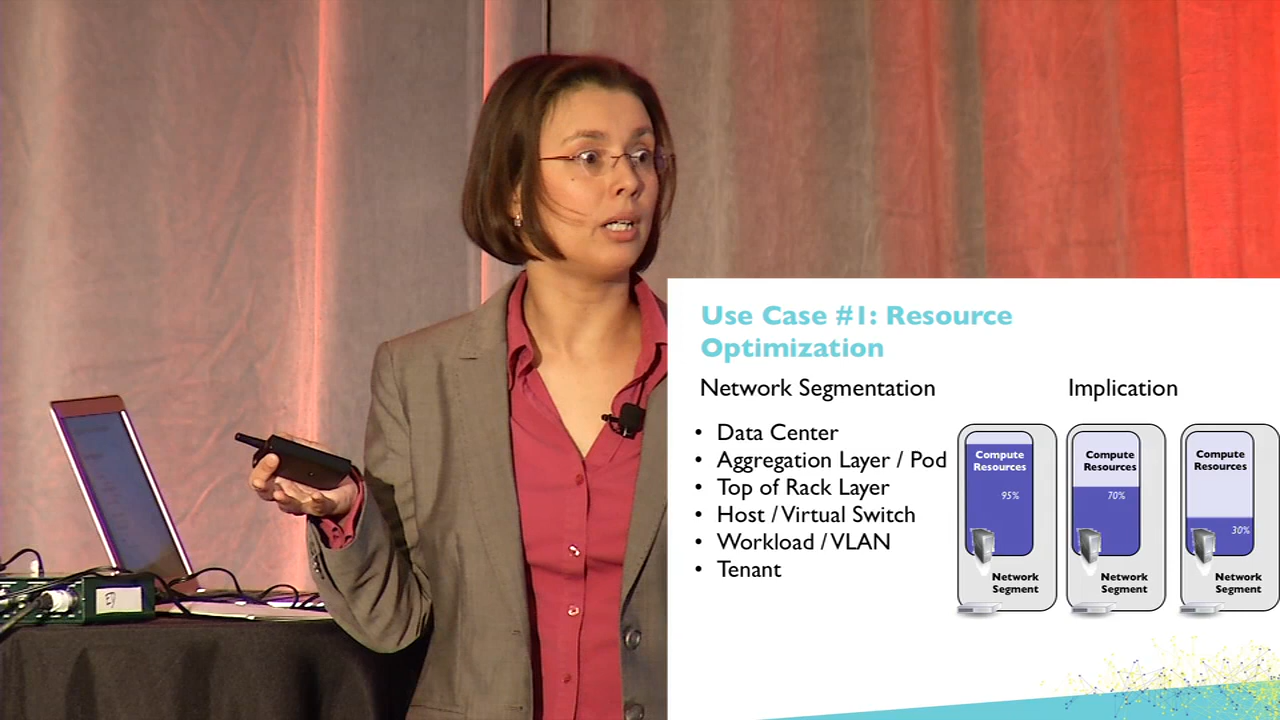 Use Case #1: Resource
Optimization
Network Segmentation
Implication
• Data Center
• Aggregation Layer / Pod
• Top of Rack Layer
• Host / Virtual Switch
• Workload / VLAN
• Tenant
Compute
Resources
95%
Network
Segment
Compute
Resources
70%
Network
Segment
Compute
Resources
30%
Network
Segment